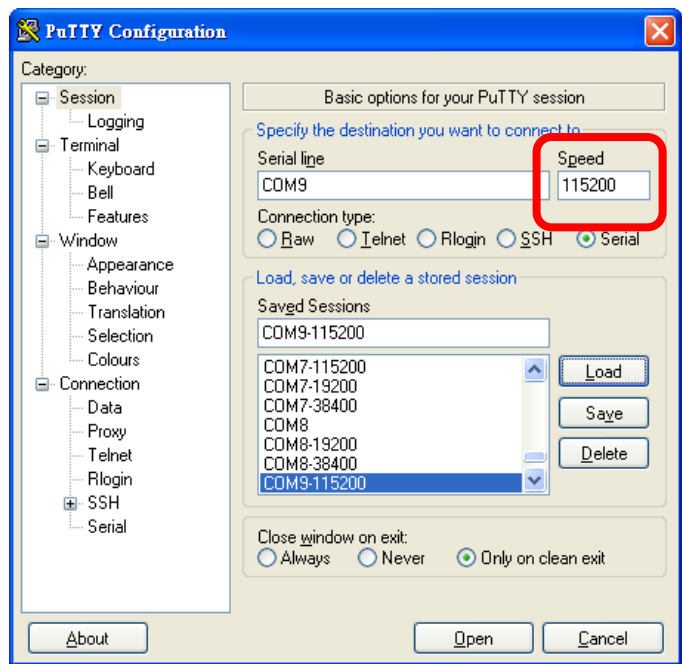 PuTTY Configuration
Category:
Session
Logging
Terminal
Keyboard
Bell
Features
Window
Appearance
Behaviour
Translation
Selection
Colours
Connection
Data
Proxy
Telnet
Rlogin
SSH
Serial
Basic options for your PuTTY session
Specify the destination you want to connect to
Serial line Speed
COM9 115200
Connection type:
Raw Telnet Rlogin SSH Serial
Load, save or delete a stored session
Saved Sessions
COM9-115200
COM7-115200
COM7-19200
COM7-38400
COM8
COM8-19200
COM8-38400
COM9-115200
Load
Save
Delete
Close window on exit:
Always Never Only on clean exit
About Open Cancel